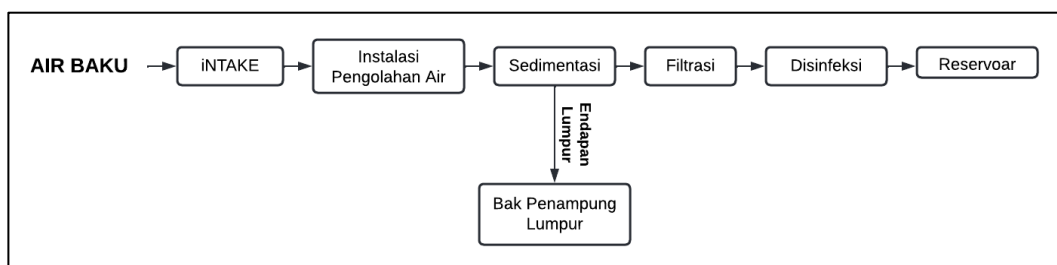 AIR BAKU
iNTAKE
Instalasi
Pengolahan Air
Sedimentasi
Filtrasi
Disinfeksi
Reservoar
Endapan
Lumpur
Bak Penampung
Lumpur